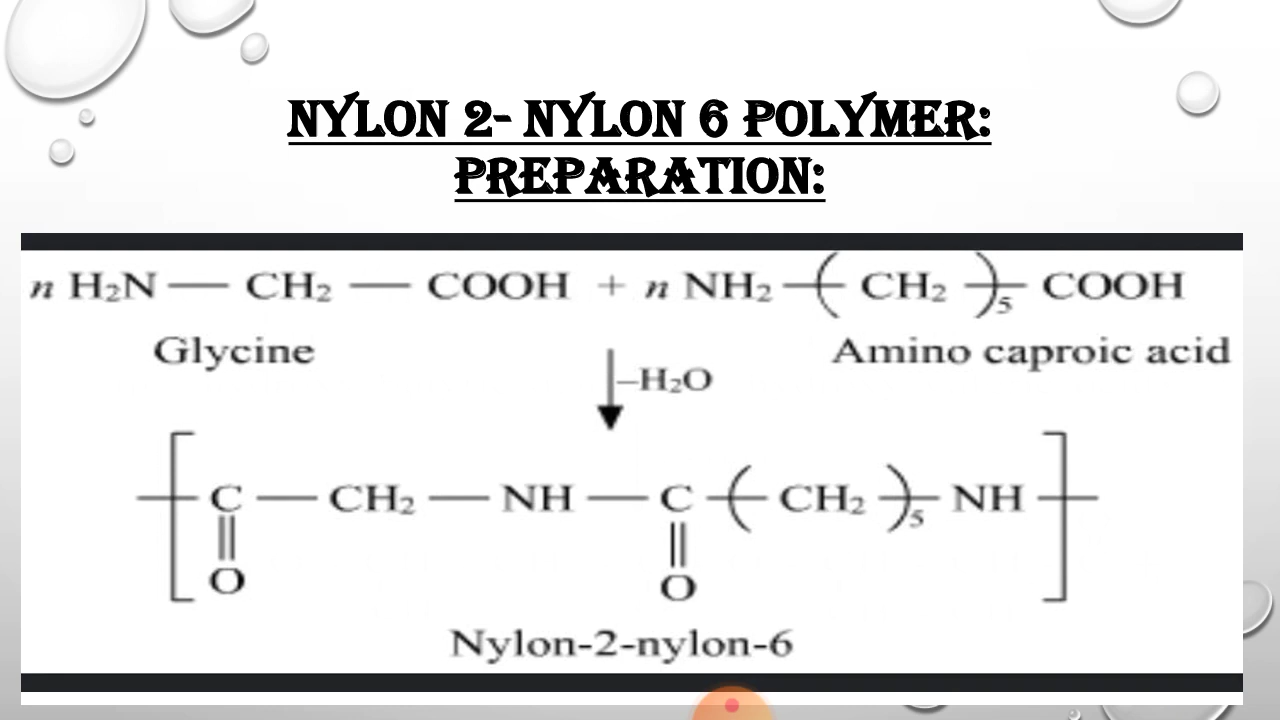 NYLON 2- NYLON 6 POLYMER:
PREPARATION:
n H₂N — CH₂ — COOH + n NH₂ —( CH₂ )₅— COOH
Glycine Amino caproic acid
–H₂O
[ C — CH₂ — NH — C —( CH₂ )₅— NH ]
O O
Nylon-2-nylon-6